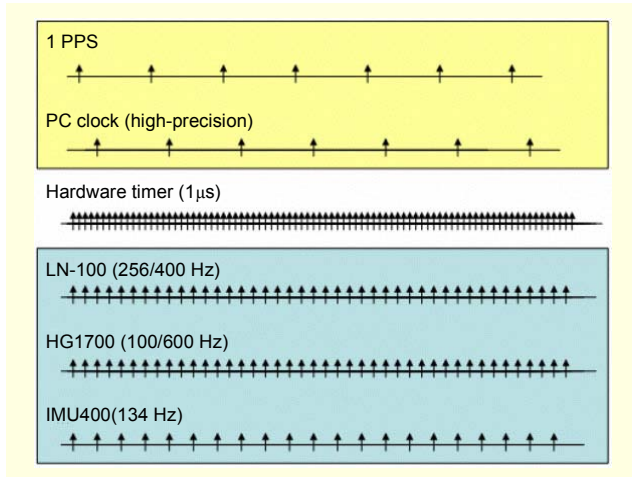 1 PPS
PC clock (high-precision)
Hardware timer (1μs)
LN-100 (256/400 Hz)
HG1700 (100/600 Hz)
IMU400(134 Hz)